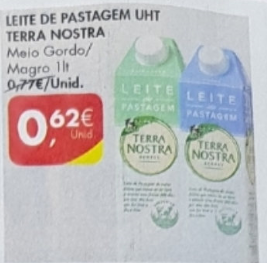 LEITE DE PASTAGEM UHT
TERRA NOSTRA
Meio Gordo/
Magro 1lt
0,77€/Unid.
0,62€
Unid.
LEITE
PASTAGEM
TERRA
NOSTRA
LEITE
PASTAGEM
TERRA
NOSTRA